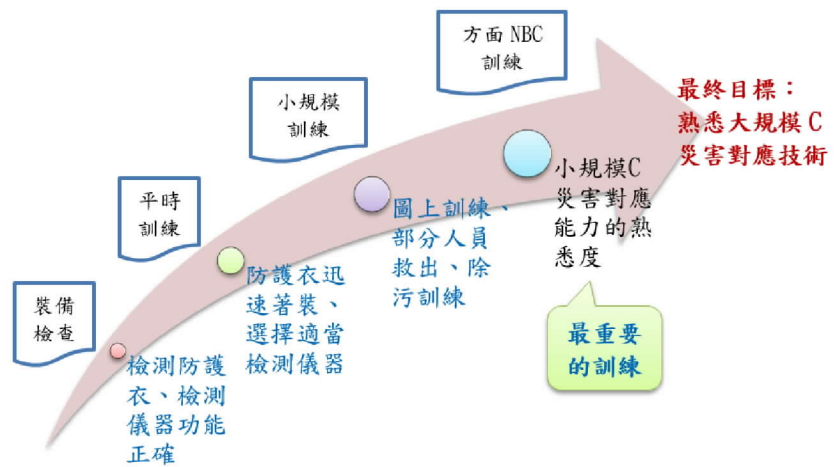 裝備
檢查
檢測防護
衣、檢測
儀器功能
正確
平時
訓練
防護衣迅
速著裝、
選擇適當
檢測儀器
小規模
訓練
圖上訓練、
部分人員
救出、除
污訓練
方面 NBC
訓練
小規模C
災害對應
能力的熟
悉度
最重要
的訓練
最終目標：
熟悉大規模 C
災害對應技術